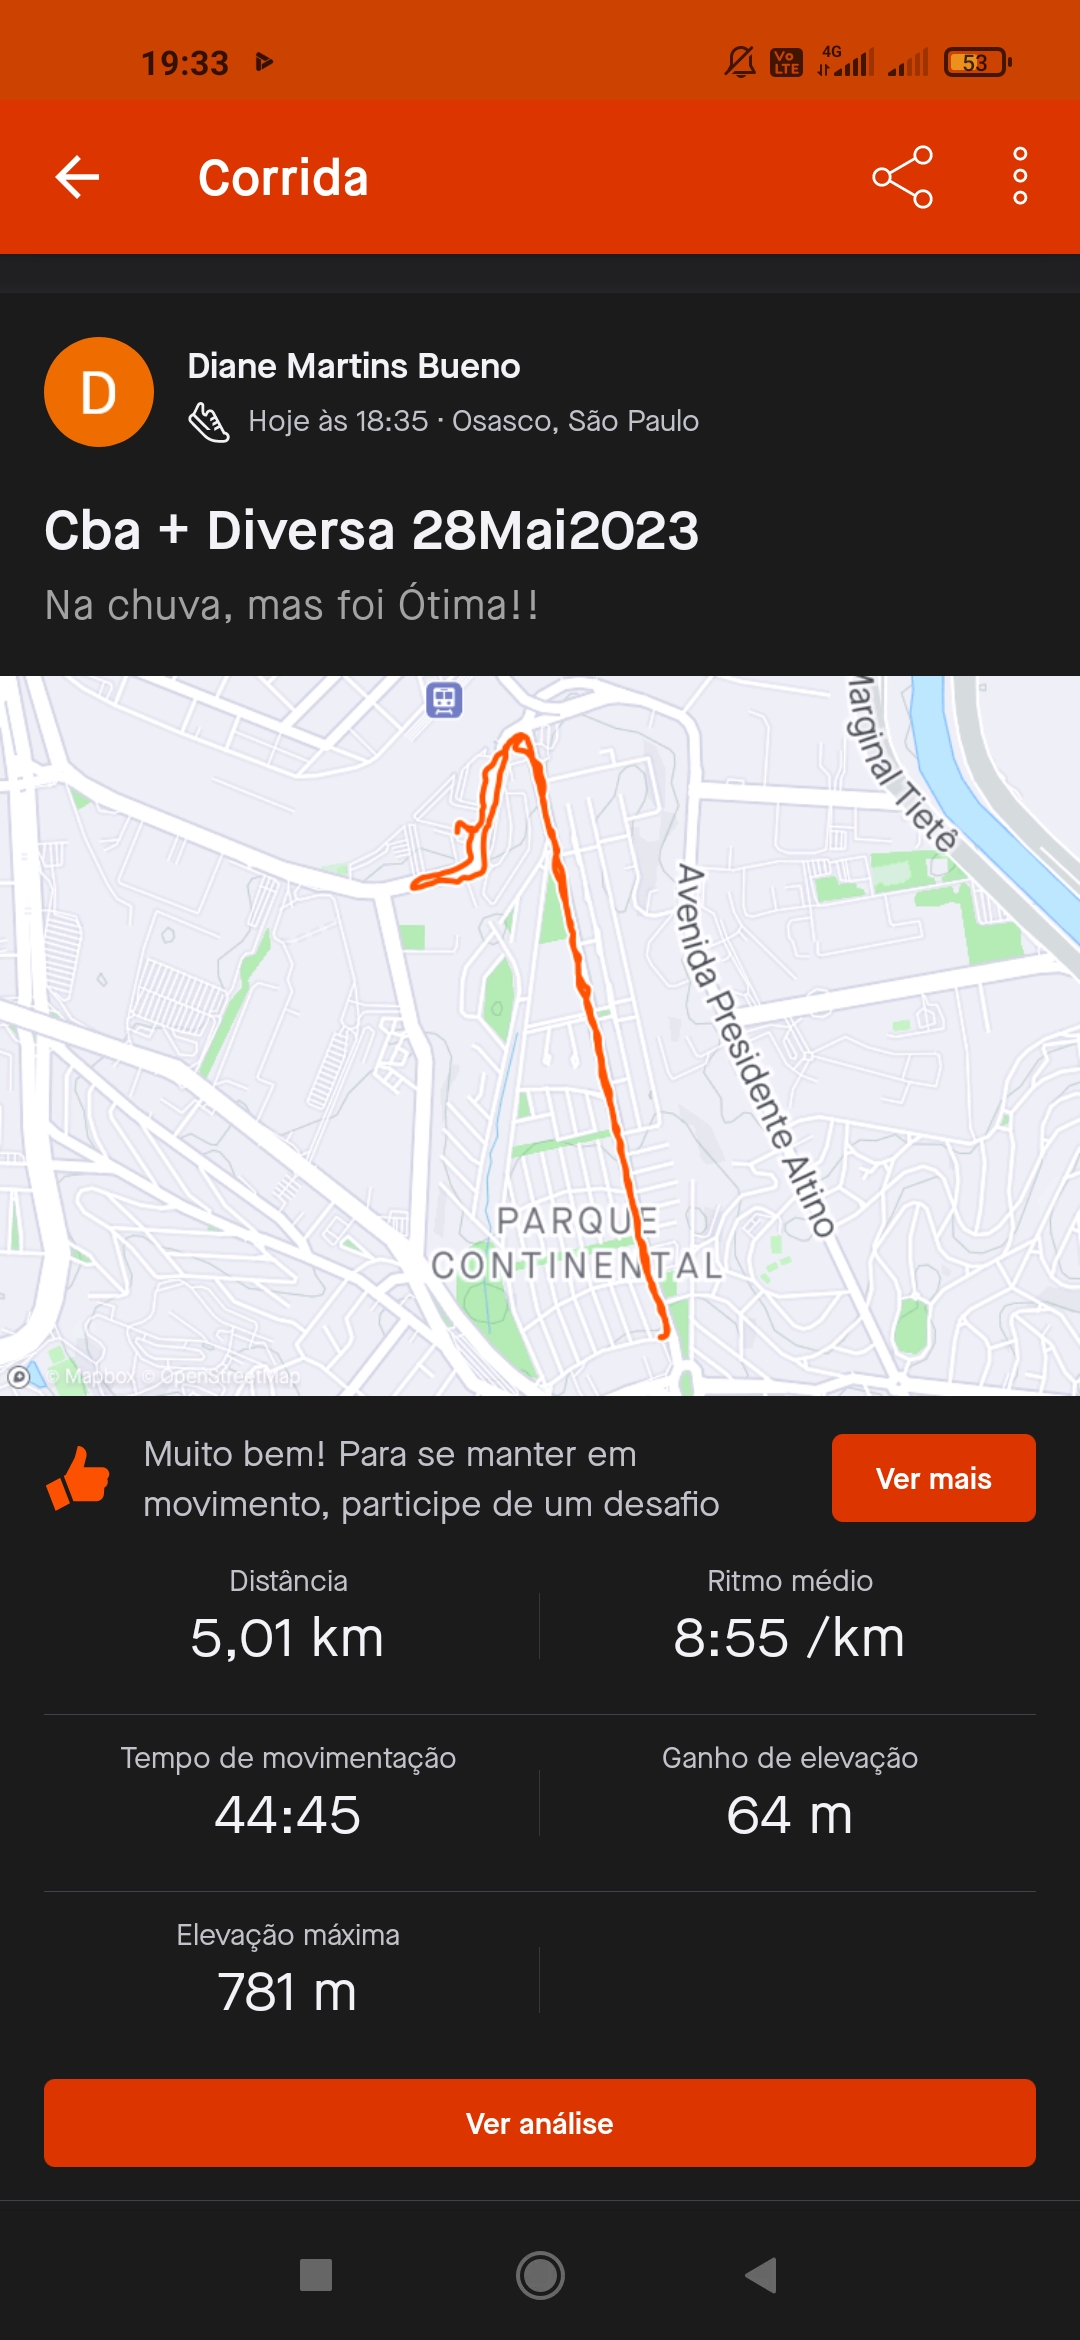 19:33
Vo LTE
4G
53
Corrida
D
Diane Martins Bueno
Hoje às 18:35 · Osasco, São Paulo
Cba + Diversa 28Mai2023
Na chuva, mas foi Ótima!!
Marginal Tietê
Avenida Presidente Altino
PARQUE
CONTINENTAL
© Mapbox © OpenStreetMap
Muito bem! Para se manter em
movimento, participe de um desafio
Ver mais
Distância
Ritmo médio
5,01 km
8:55 /km
Tempo de movimentação
Ganho de elevação
44:45
64 m
Elevação máxima
781 m
Ver análise